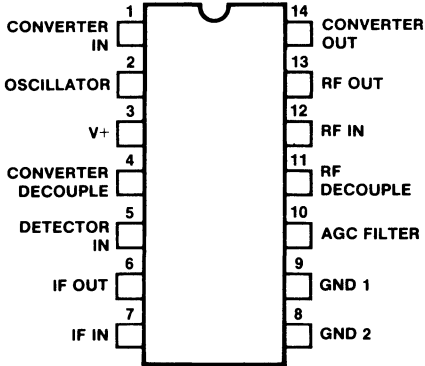 1
CONVERTER
IN
2
OSCILLATOR
3
V+
4
CONVERTER
DECOUPLE
5
DETECTOR
IN
6
IF OUT
7
IF IN
14
CONVERTER
OUT
13
RF OUT
12
RF IN
11
RF
DECOUPLE
10
AGC FILTER
9
GND 1
8
GND 2